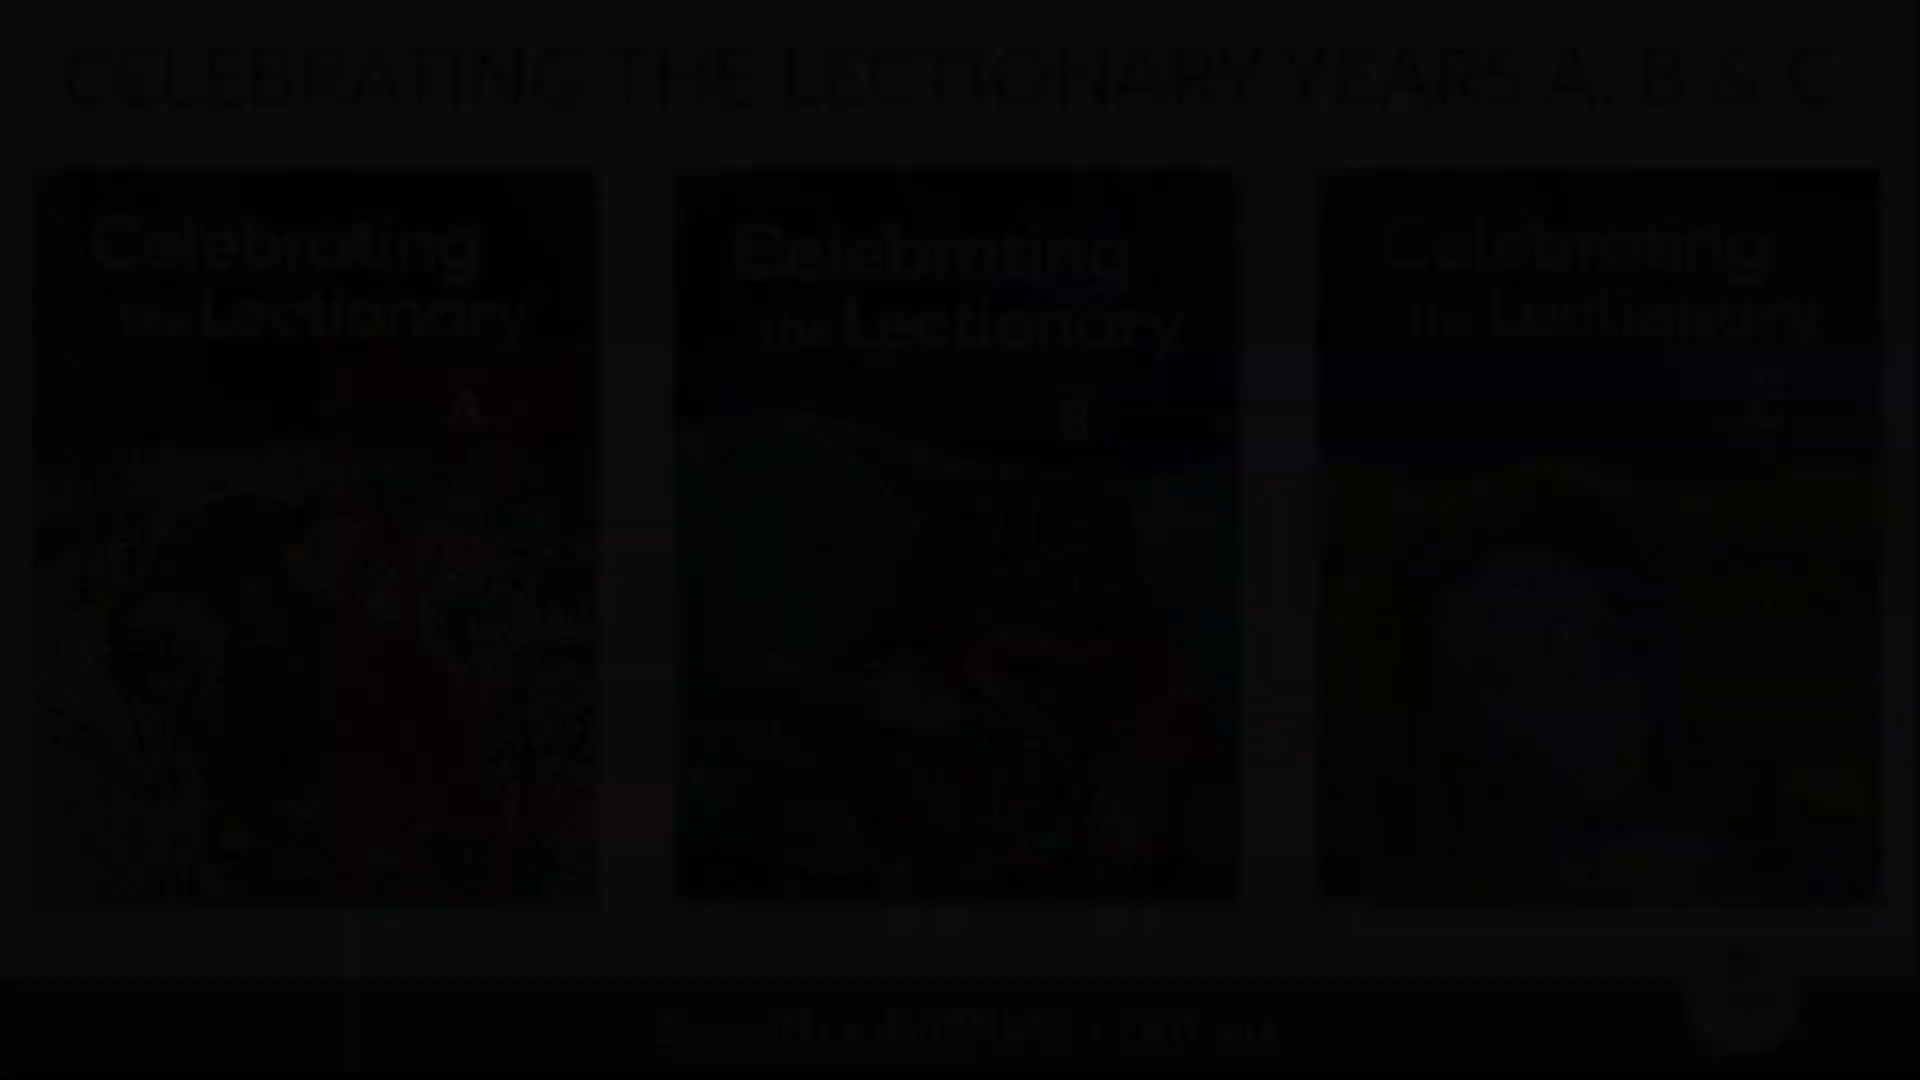 CELEBRATING THE LECTIONARY YEARS A, B & C
Celebrating
the Lectionary
A
Celebrating
the Lectionary
B
Celebrating
the Lectionary
C